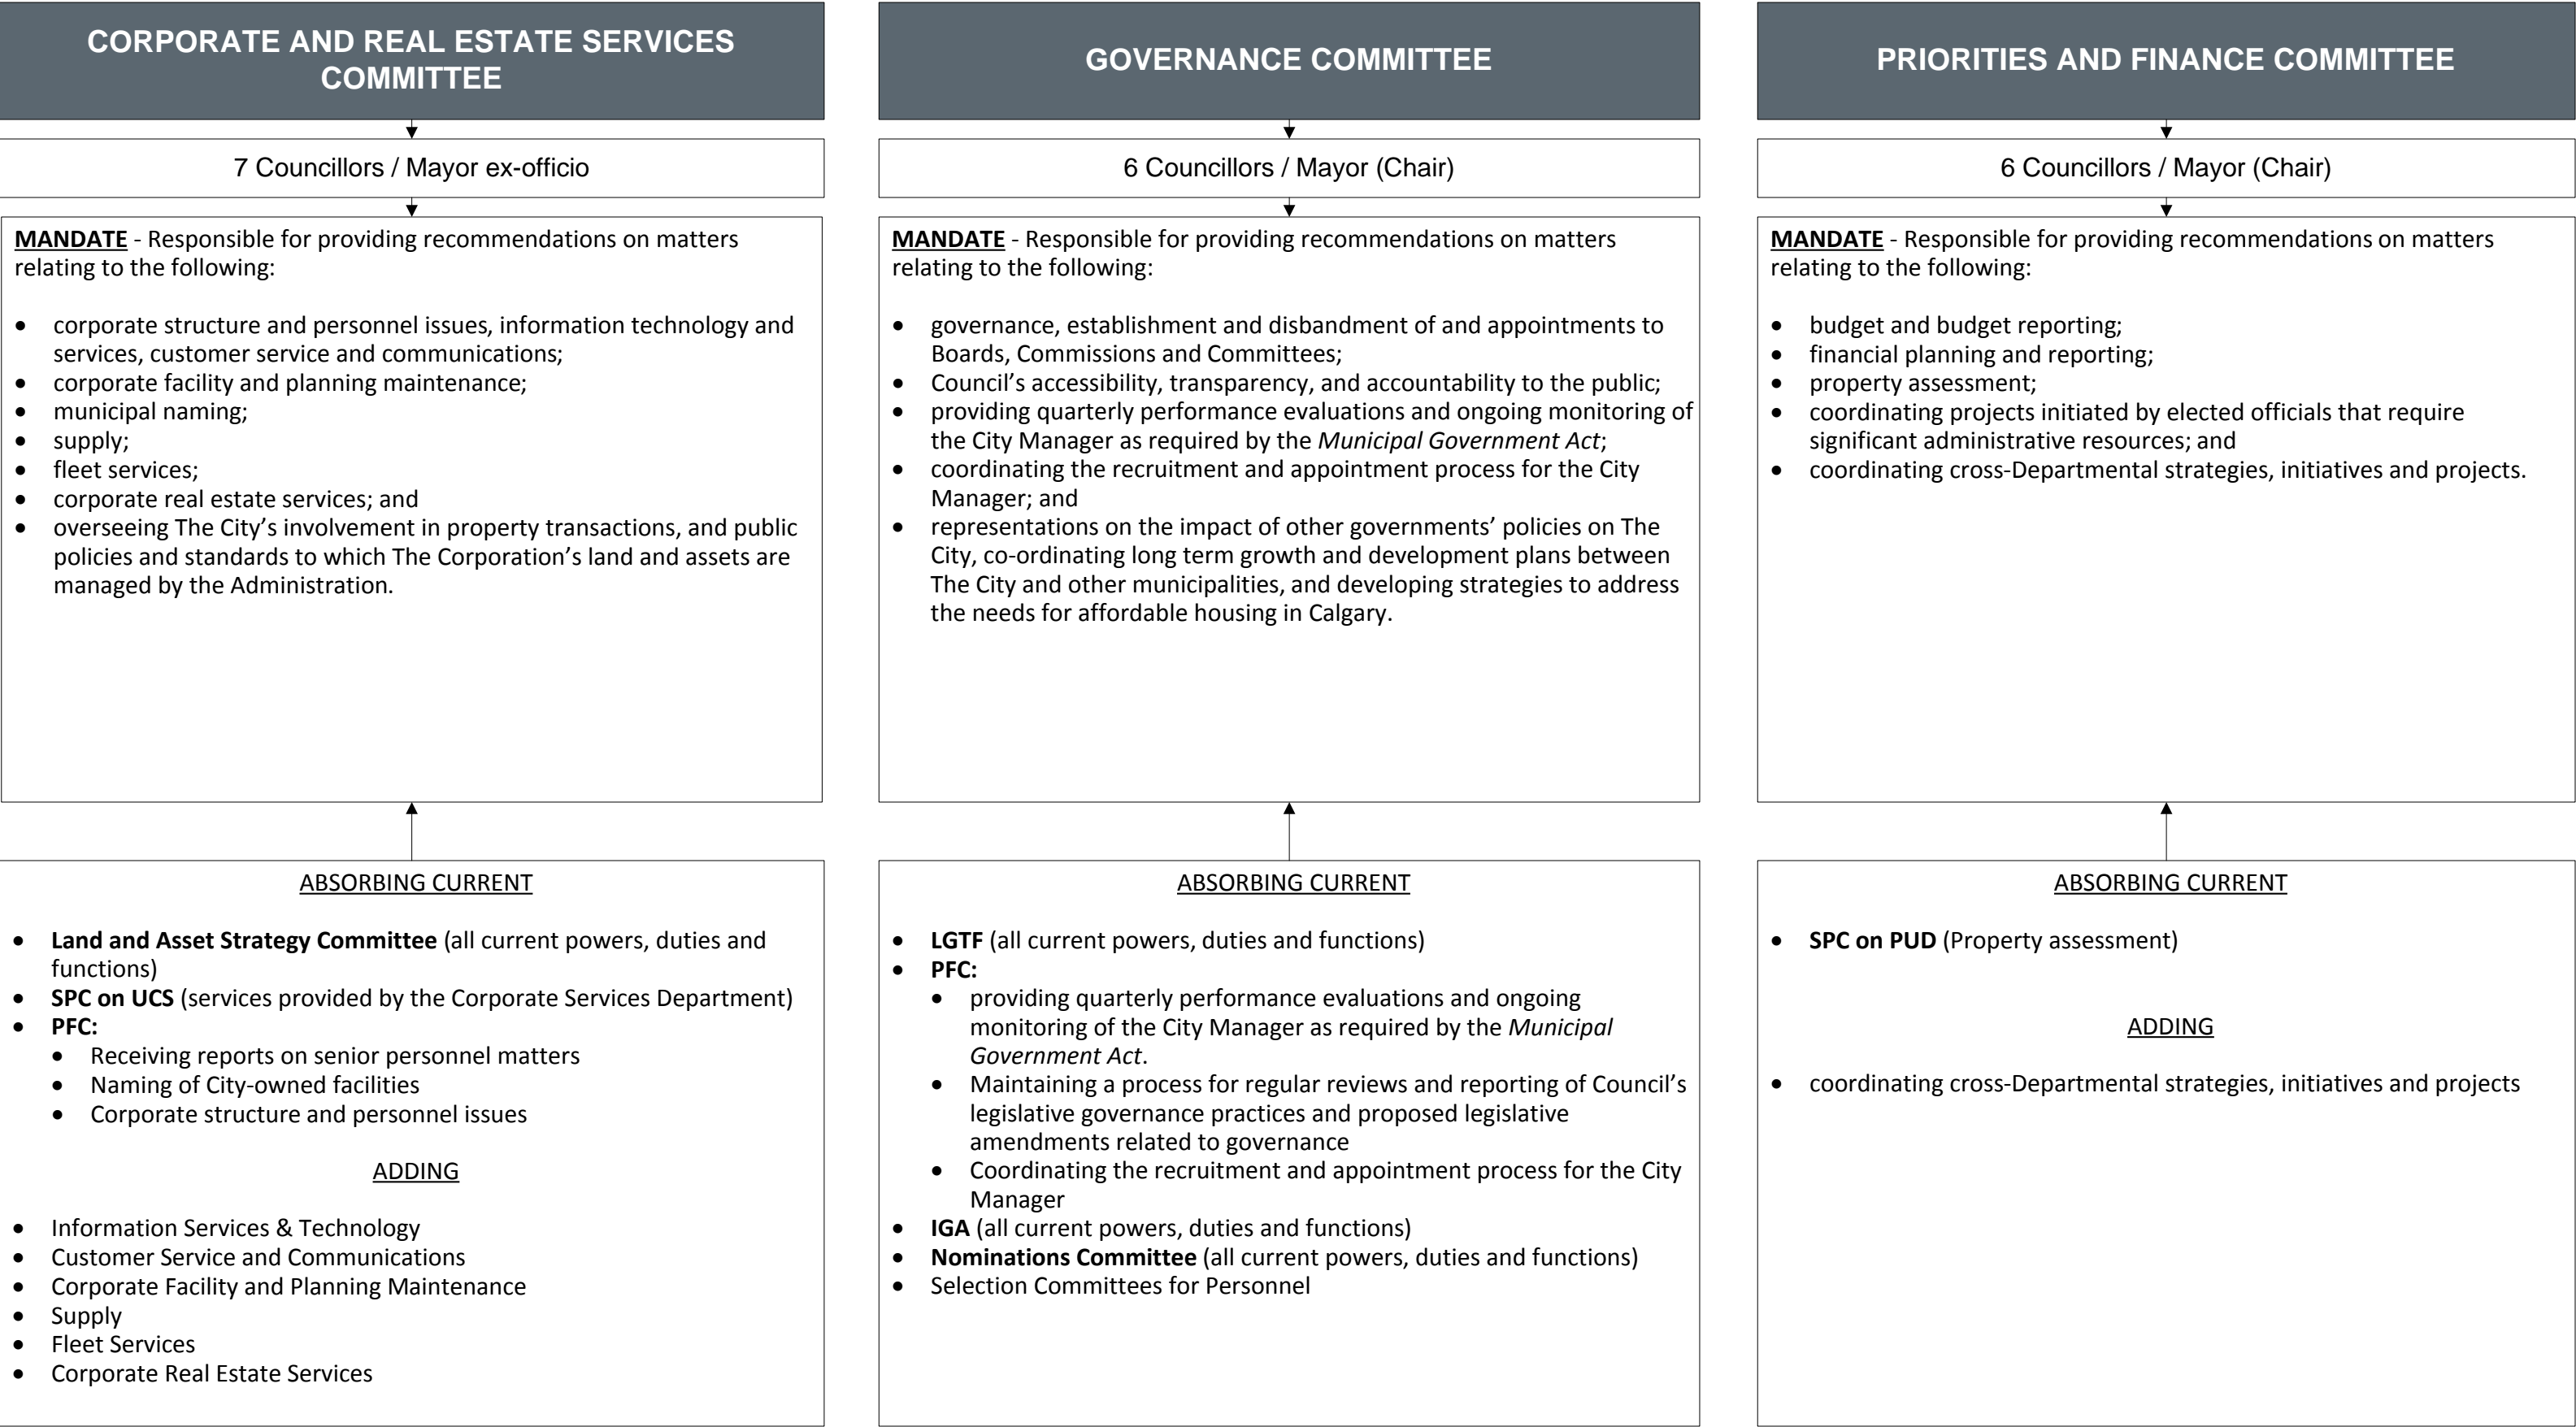 CORPORATE AND REAL ESTATE SERVICES
COMMITTEE
7 Councillors / Mayor ex-officio
MANDATE - Responsible for providing recommendations on matters
relating to the following:
• corporate structure and personnel issues, information technology and
services, customer service and communications;
• corporate facility and planning maintenance;
• municipal naming;
• supply;
• fleet services;
• corporate real estate services; and
• overseeing The City’s involvement in property transactions, and public
policies and standards to which The Corporation’s land and assets are
managed by the Administration.
ABSORBING CURRENT
• Land and Asset Strategy Committee (all current powers, duties and
functions)
• SPC on UCS (services provided by the Corporate Services Department)
• PFC:
• Receiving reports on senior personnel matters
• Naming of City-owned facilities
• Corporate structure and personnel issues
ADDING
• Information Services & Technology
• Customer Service and Communications
• Corporate Facility and Planning Maintenance
• Supply
• Fleet Services
• Corporate Real Estate Services
GOVERNANCE COMMITTEE
6 Councillors / Mayor (Chair)
MANDATE - Responsible for providing recommendations on matters
relating to the following:
• governance, establishment and disbandment of and appointments to
Boards, Commissions and Committees;
• Council’s accessibility, transparency, and accountability to the public;
• providing quarterly performance evaluations and ongoing monitoring of
the City Manager as required by the Municipal Government Act;
• coordinating the recruitment and appointment process for the City
Manager; and
• representations on the impact of other governments’ policies on The
City, co-ordinating long term growth and development plans between
The City and other municipalities, and developing strategies to address
the needs for affordable housing in Calgary.
ABSORBING CURRENT
• LGTF (all current powers, duties and functions)
• PFC:
• providing quarterly performance evaluations and ongoing
monitoring of the City Manager as required by the Municipal
Government Act.
• Maintaining a process for regular reviews and reporting of Council’s
legislative governance practices and proposed legislative
amendments related to governance
• Coordinating the recruitment and appointment process for the City
Manager
• IGA (all current powers, duties and functions)
• Nominations Committee (all current powers, duties and functions)
• Selection Committees for Personnel
PRIORITIES AND FINANCE COMMITTEE
6 Councillors / Mayor (Chair)
MANDATE - Responsible for providing recommendations on matters
relating to the following:
• budget and budget reporting;
• financial planning and reporting;
• property assessment;
• coordinating projects initiated by elected officials that require
significant administrative resources; and
• coordinating cross-Departmental strategies, initiatives and projects.
ABSORBING CURRENT
• SPC on PUD (Property assessment)
ADDING
• coordinating cross-Departmental strategies, initiatives and projects